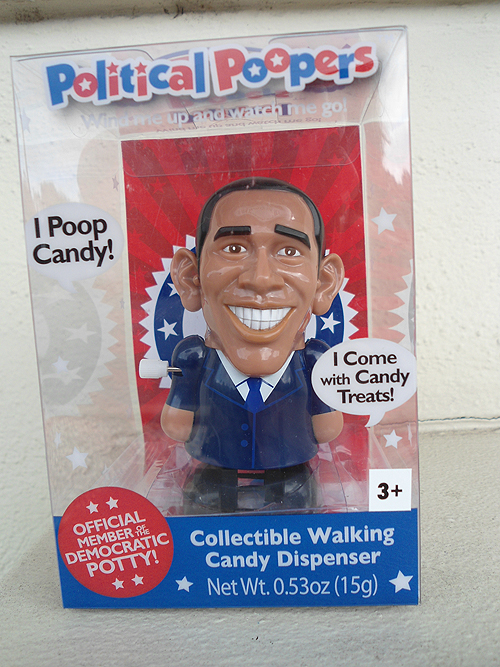 Political Poopers
Wind me up and watch me go!
I Poop
Candy!
I Come
with Candy
Treats!
3+
OFFICIAL
MEMBER OF THE
DEMOCRATIC
POTTY!
Collectible Walking
Candy Dispenser
Net Wt. 0.53oz (15g)